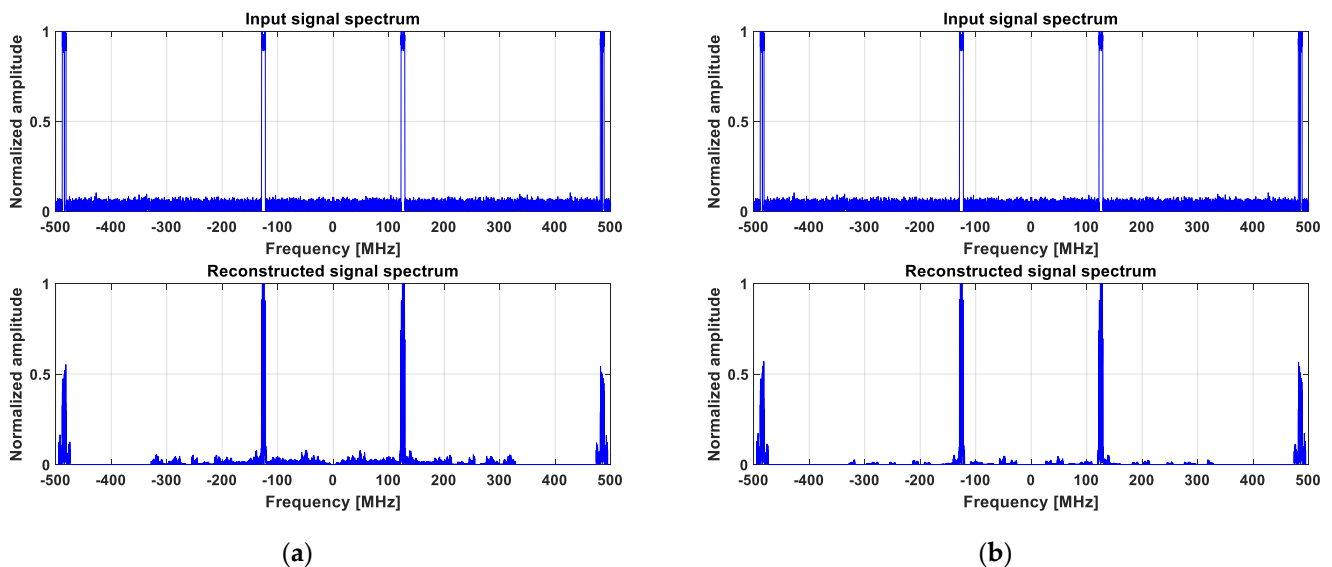 Input signal spectrum
Normalized amplitude
1
0.5
0
-500 -400 -300 -200 -100 0 100 200 300 400 500
Frequency [MHz]
Reconstructed signal spectrum
Normalized amplitude
1
0.5
0
-500 -400 -300 -200 -100 0 100 200 300 400 500
Frequency [MHz]
(a)
Input signal spectrum
Normalized amplitude
1
0.5
0
-500 -400 -300 -200 -100 0 100 200 300 400 500
Frequency [MHz]
Reconstructed signal spectrum
Normalized amplitude
1
0.5
0
-500 -400 -300 -200 -100 0 100 200 300 400 500
Frequency [MHz]
(b)